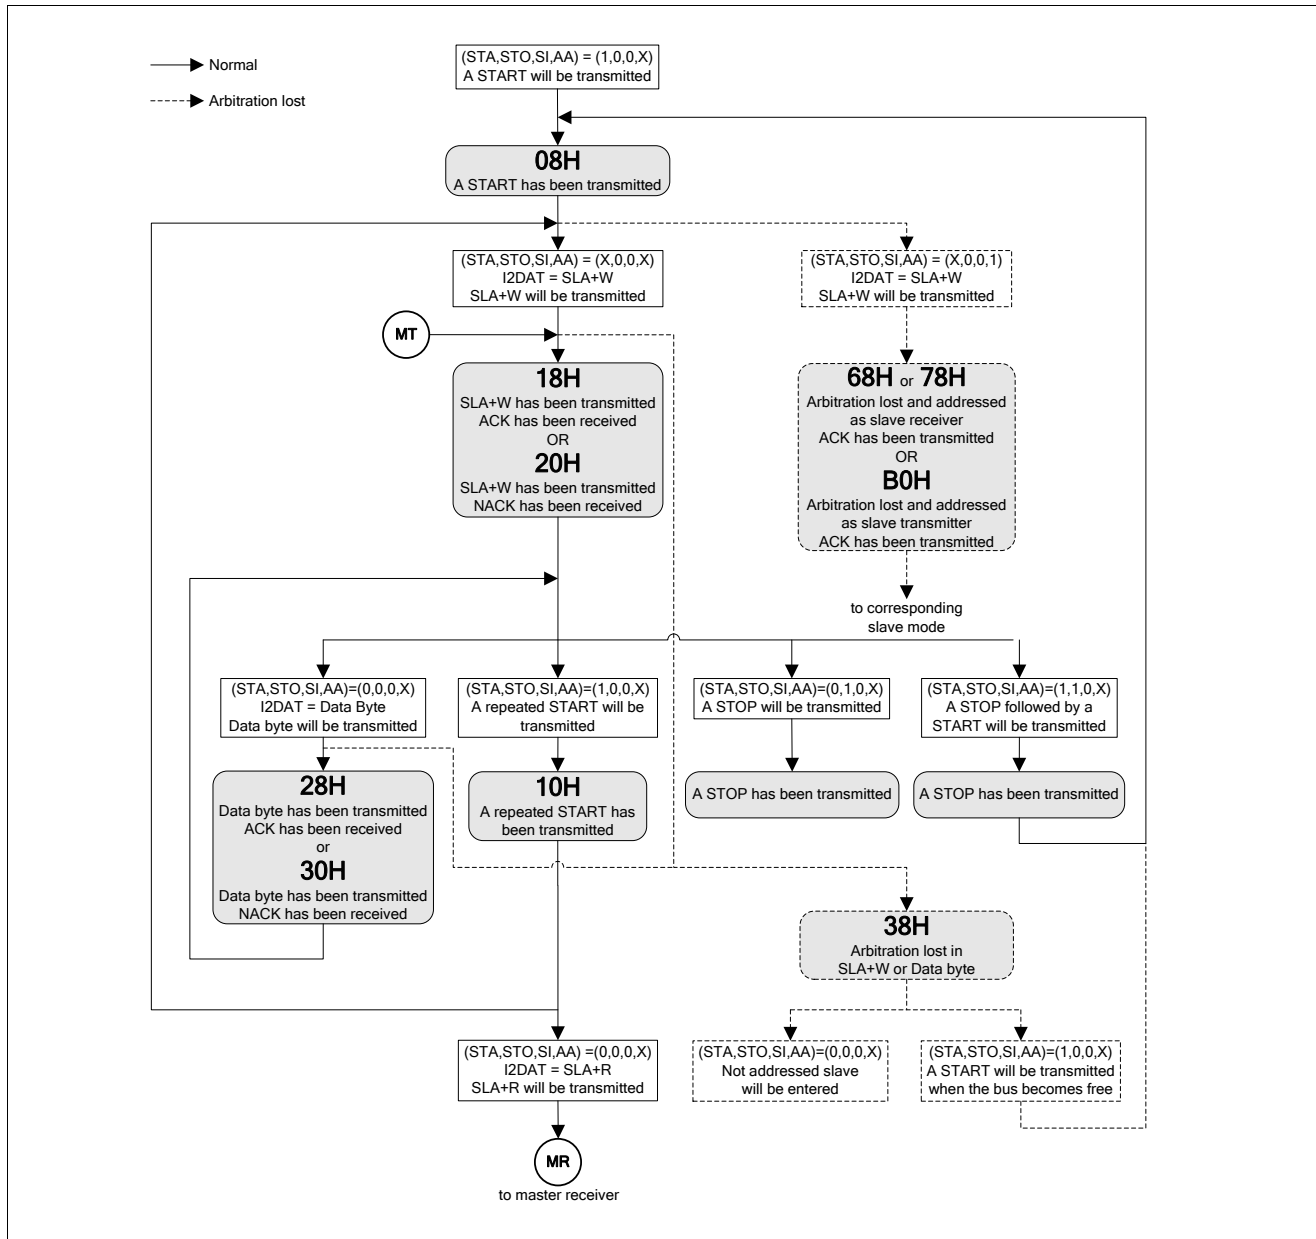 Normal
Arbitration lost
(STA,STO,SI,AA) = (1,0,0,X)
A START will be transmitted
08H
A START has been transmitted
(STA,STO,SI,AA) = (X,0,0,X)
I2DAT = SLA+W
SLA+W will be transmitted
(STA,STO,SI,AA) = (X,0,0,1)
I2DAT = SLA+W
SLA+W will be transmitted
MT
18H
SLA+W has been transmitted
ACK has been received
OR
20H
SLA+W has been transmitted
NACK has been received
68H or 78H
Arbitration lost and addressed
as slave receiver
ACK has been transmitted
OR
B0H
Arbitration lost and addressed
as slave transmitter
ACK has been transmitted
to corresponding
slave mode
(STA,STO,SI,AA)=(0,0,0,X)
I2DAT = Data Byte
Data byte will be transmitted
(STA,STO,SI,AA)=(1,0,0,X)
A repeated START will be
transmitted
(STA,STO,SI,AA)=(0,1,0,X)
A STOP will be transmitted
(STA,STO,SI,AA)=(1,1,0,X)
A STOP followed by a
START will be transmitted
28H
Data byte has been transmitted
ACK has been received
or
30H
Data byte has been transmitted
NACK has been received
10H
A repeated START has
been transmitted
A STOP has been transmitted
A STOP has been transmitted
38H
Arbitration lost in
SLA+W or Data byte
(STA,STO,SI,AA) =(0,0,0,X)
I2DAT = SLA+R
SLA+R will be transmitted
(STA,STO,SI,AA)=(0,0,0,X)
Not addressed slave
will be entered
(STA,STO,SI,AA)=(1,0,0,X)
A START will be transmitted
when the bus becomes free
MR
to master receiver